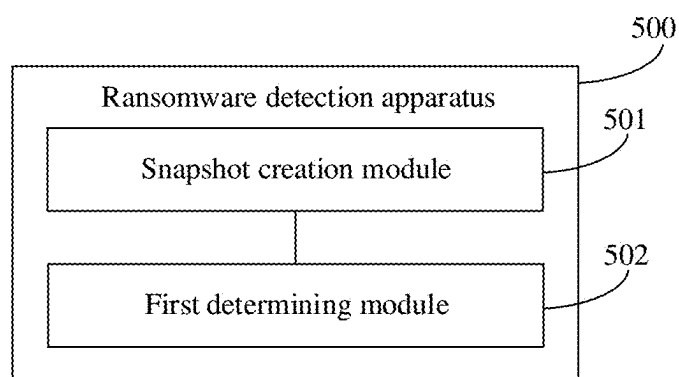 500
Ransomware detection apparatus
501
Snapshot creation module
502
First determining module